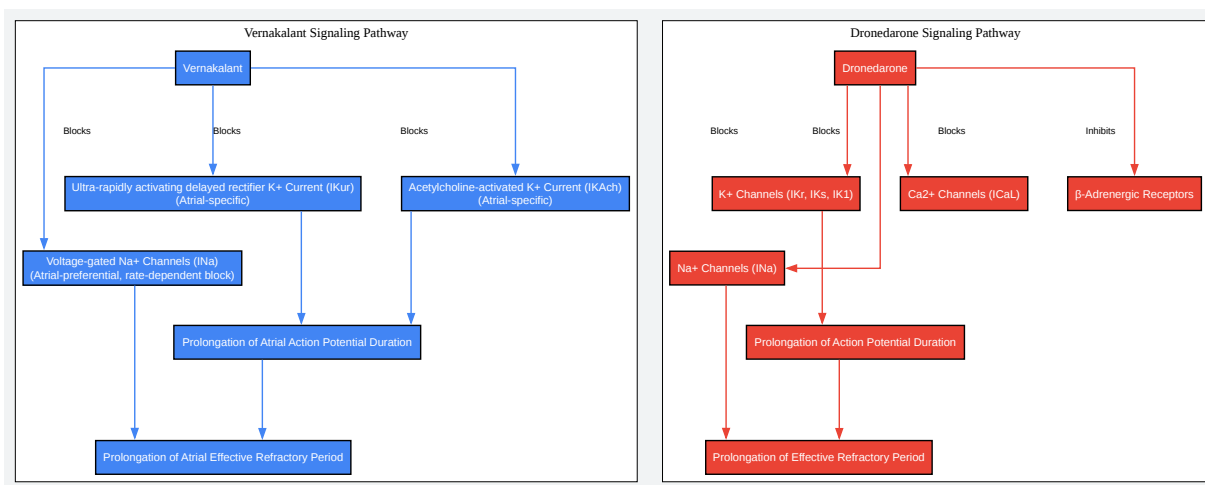 Vernakalant Signaling Pathway
Vernakalant
Blocks
Blocks
Blocks
Ultra-rapidly activating delayed rectifier K+ Current (IKur)
(Atrial-specific)
Acetylcholine-activated K+ Current (IKAch)
(Atrial-specific)
Voltage-gated Na+ Channels (INa)
(Atrial-preferential, rate-dependent block)
Prolongation of Atrial Action Potential Duration
Prolongation of Atrial Effective Refractory Period
Dronedarone Signaling Pathway
Dronedarone
Blocks
Blocks
Blocks
Inhibits
K+ Channels (IKr, IKs, IK1)
Ca2+ Channels (ICaL)
β-Adrenergic Receptors
Na+ Channels (INa)
Prolongation of Action Potential Duration
Prolongation of Effective Refractory Period